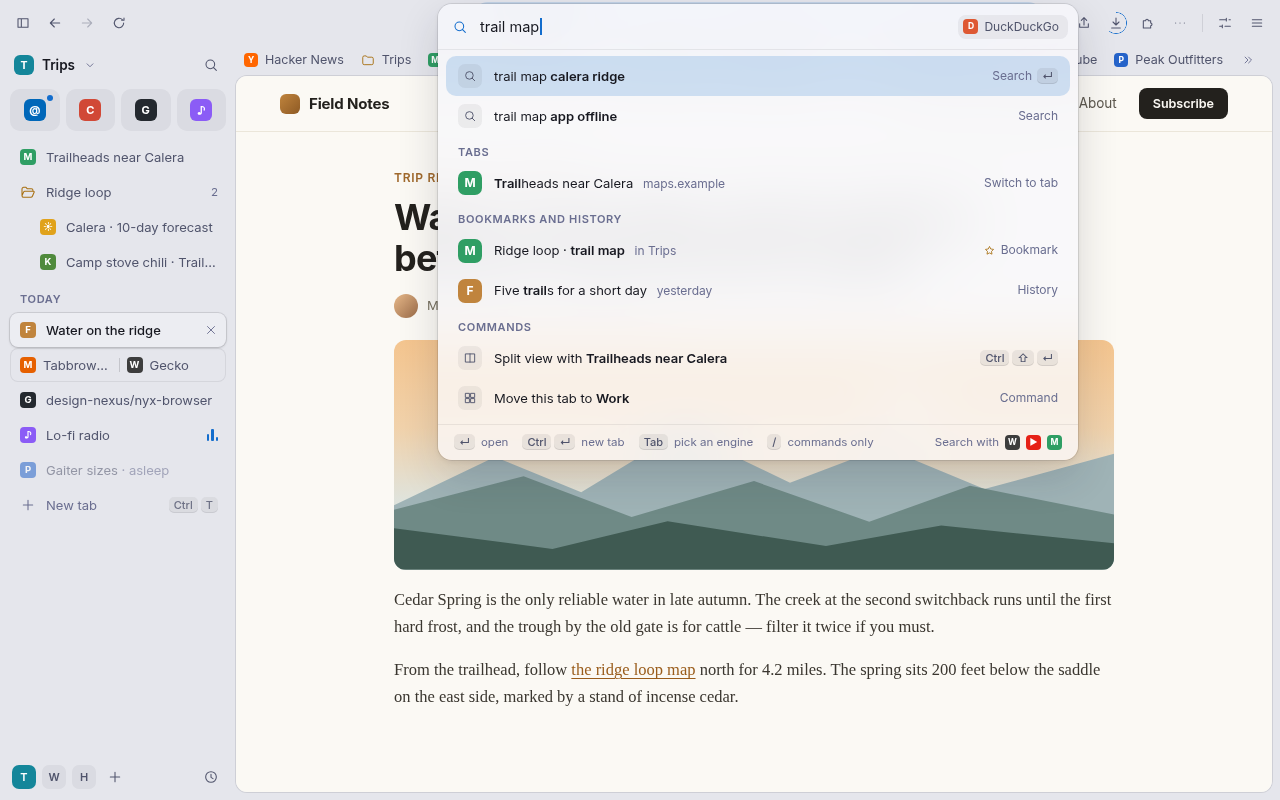 trail map
D DuckDuckGo
T Trips
Y Hacker News
Trips
P Peak Outfitters
@ C G
M Trailheads near Calera
Ridge loop 2
Calera · 10-day forecast
K Camp stove chili · Trail...
TODAY
F Water on the ridge
M Tabbrow... W Gecko
G design-nexus/nyx-browser
Lo-fi radio
P Gaiter sizes · asleep
New tab Ctrl T
T W H
trail map calera ridge Search
trail map app offline Search
TABS
M Trailheads near Calera maps.example Switch to tab
BOOKMARKS AND HISTORY
M Ridge loop · trail map in Trips Bookmark
F Five trails for a short day yesterday History
COMMANDS
Split view with Trailheads near Calera Ctrl
Move this tab to Work Command
open Ctrl new tab Tab pick an engine / commands only Search with W M
Field Notes
About
Subscribe
Cedar Spring is the only reliable water in late autumn. The creek at the second switchback runs until the first
hard frost, and the trough by the old gate is for cattle — filter it twice if you must.
From the trailhead, follow the ridge loop map north for 4.2 miles. The spring sits 200 feet below the saddle
on the east side, marked by a stand of incense cedar.